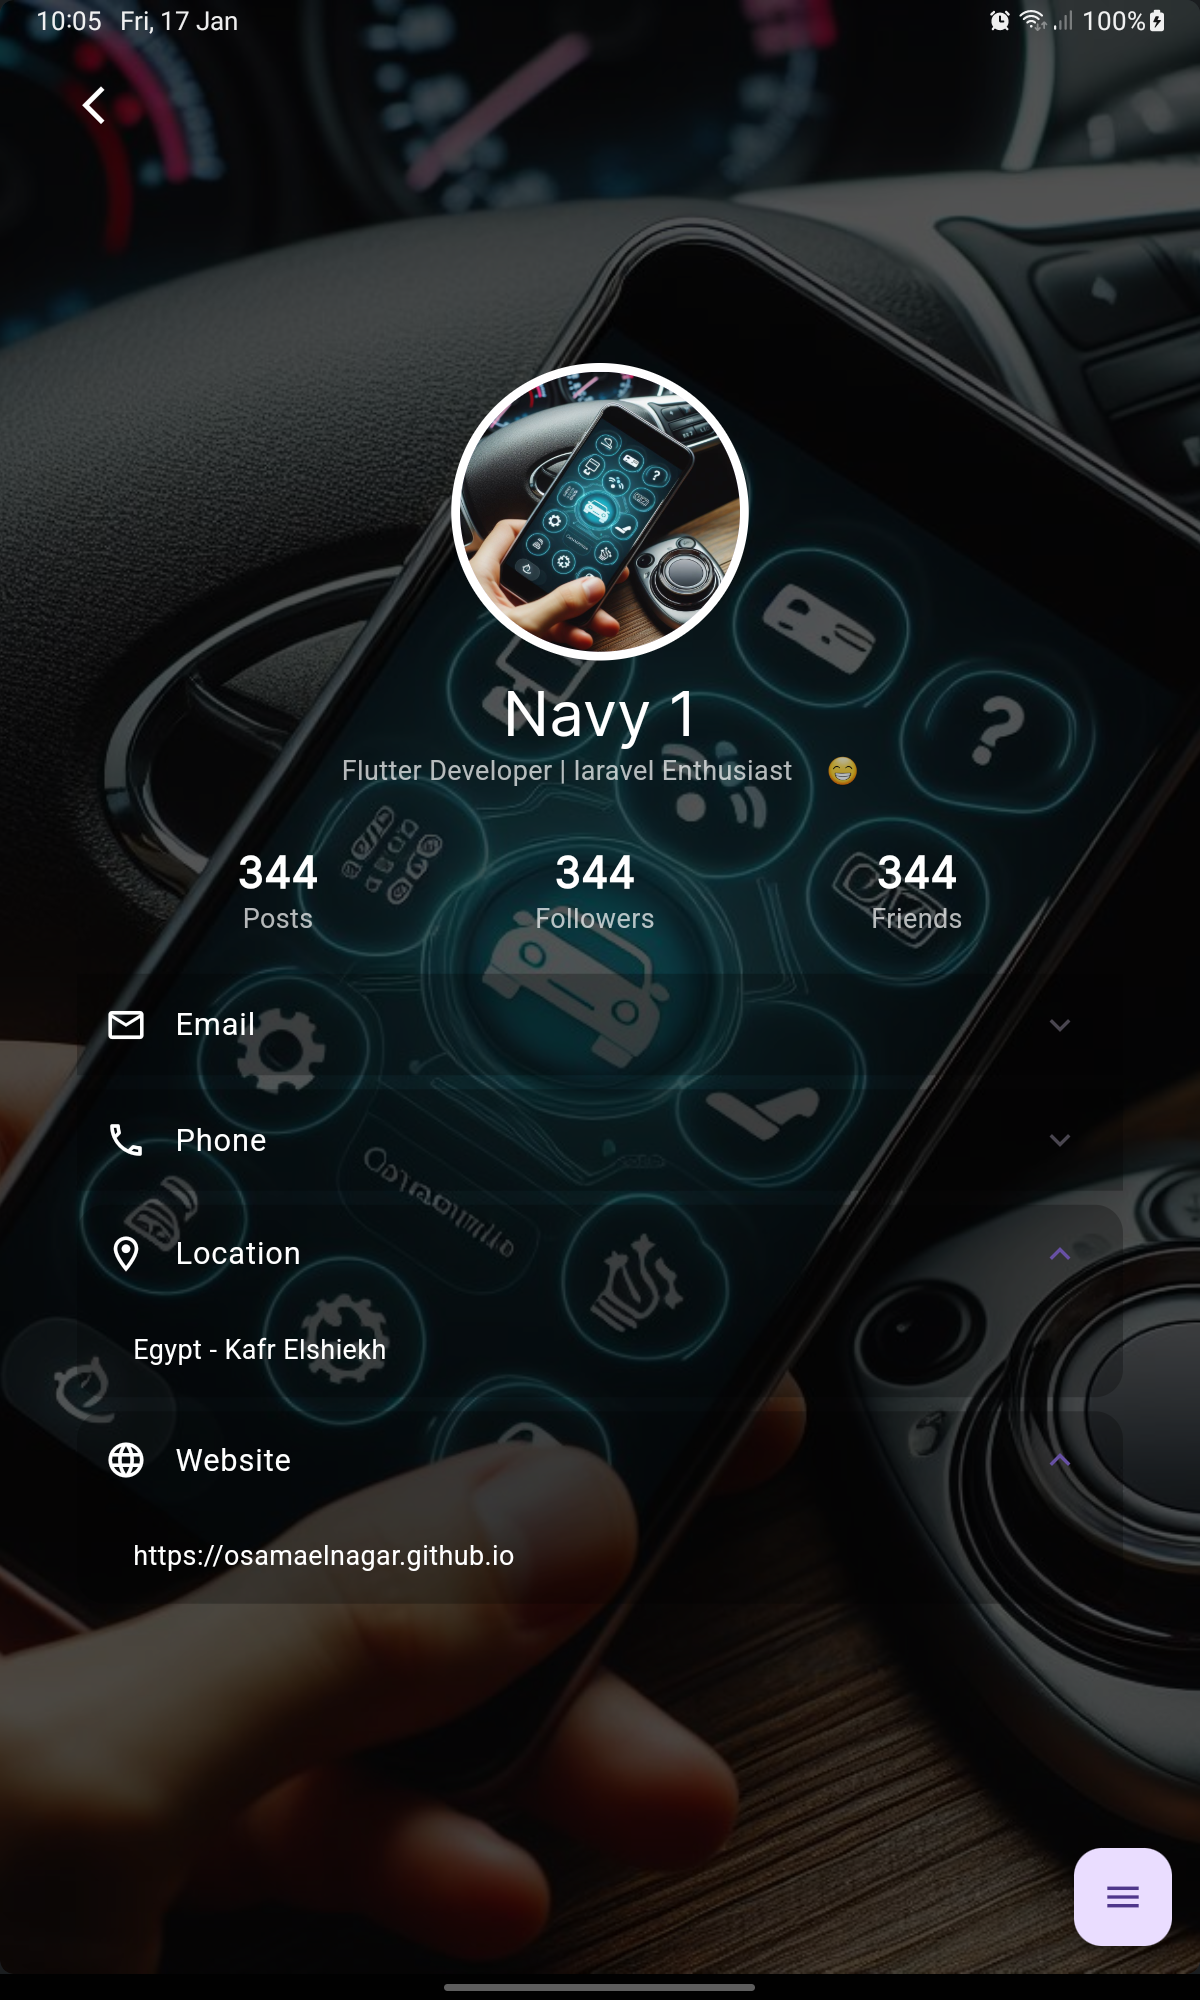 10:05 Fri, 17 Jan 100%
Navy 1
Flutter Developer | laravel Enthusiast 😁
344 344 344
Posts Followers Friends
Email
Phone
Location
Egypt - Kafr Elshiekh
Website
https://osamaelnagar.github.io